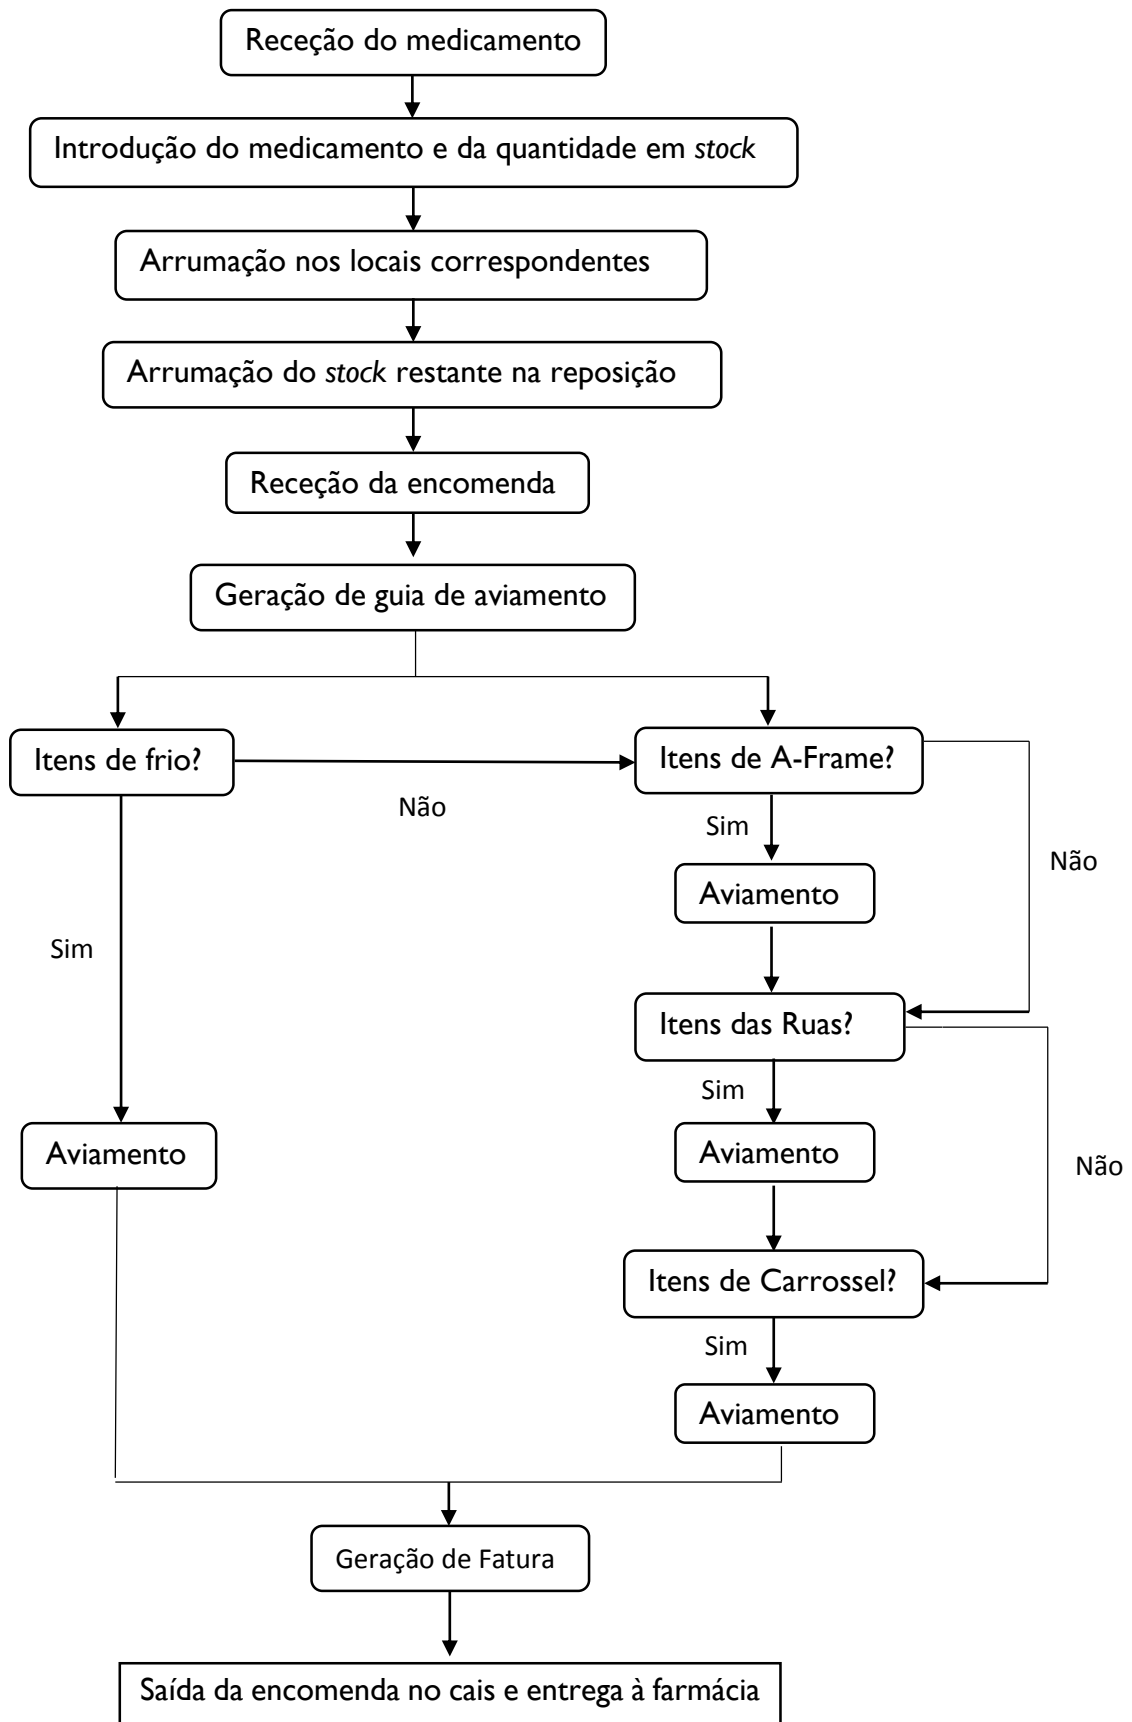 Receção do medicamento
Introdução do medicamento e da quantidade em stock
Arrumação nos locais correspondentes
Arrumação do stock restante na reposição
Receção da encomenda
Geração de guia de aviamento
Itens de frio?
Itens de A-Frame?
Não
Sim
Não
Aviamento
Sim
Itens das Ruas?
Sim
Aviamento
Aviamento
Não
Itens de Carrossel?
Sim
Aviamento
Geração de Fatura
Saída da encomenda no cais e entrega à farmácia